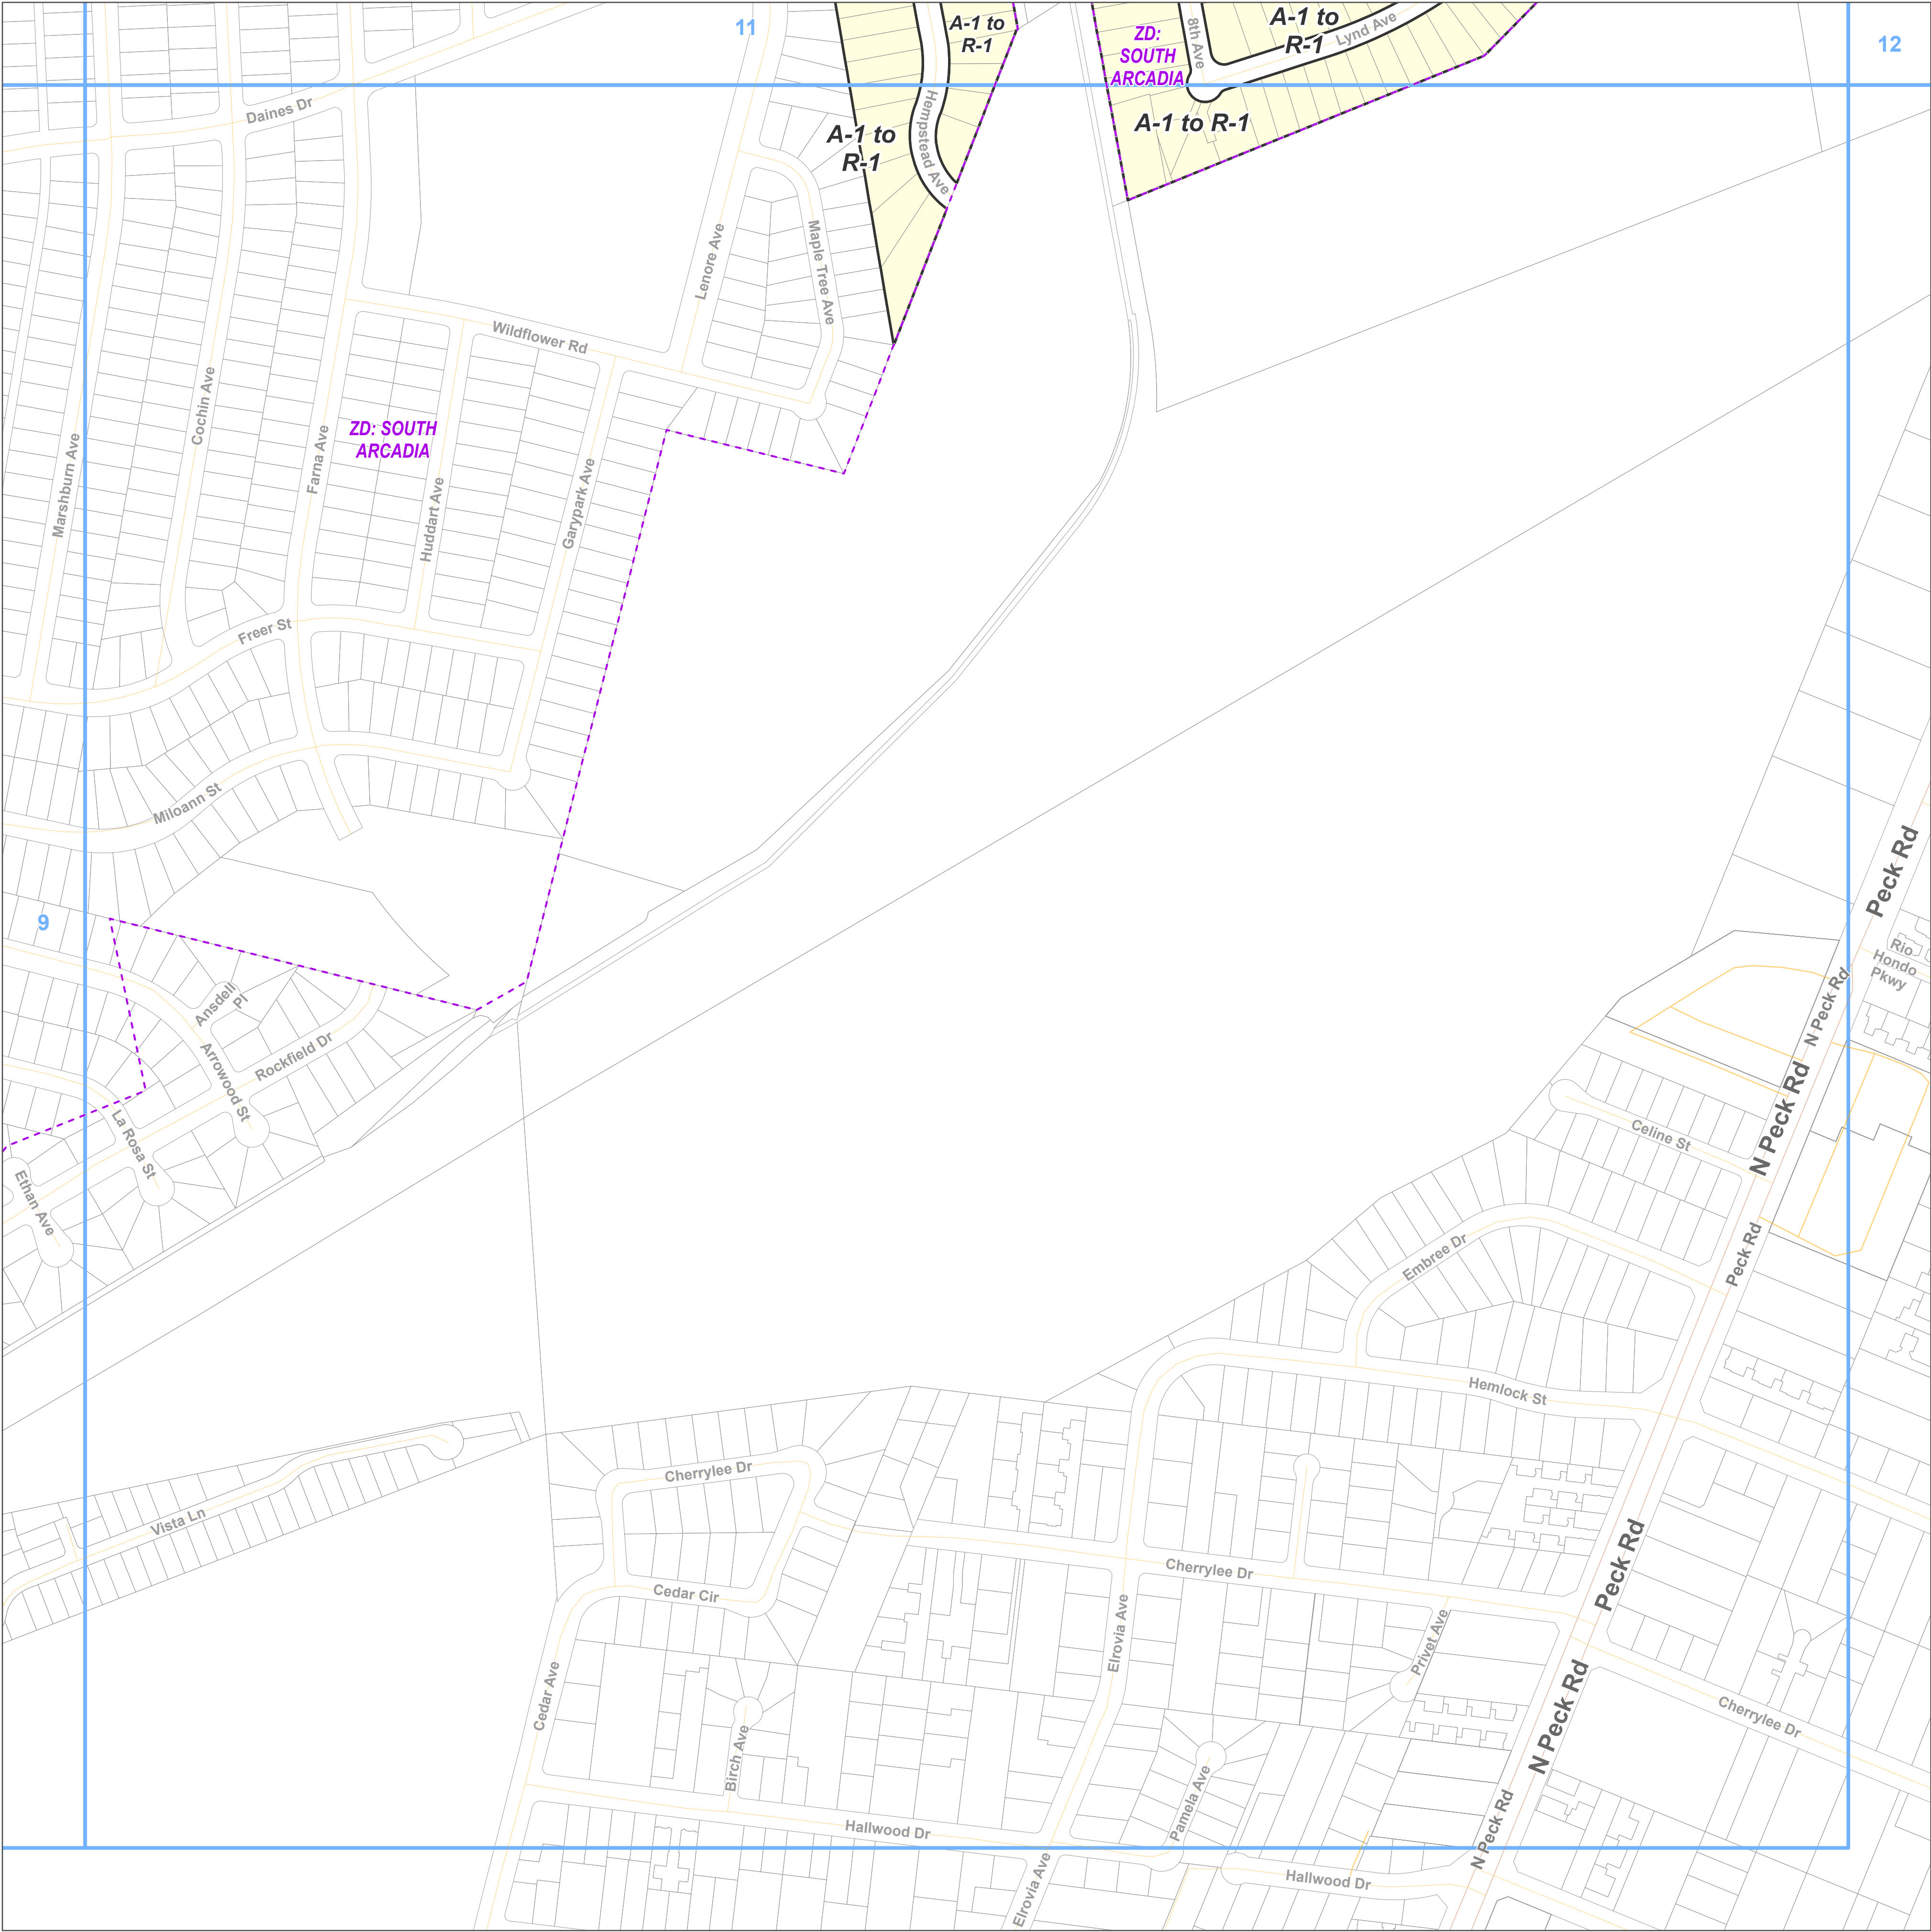 11
A-1 to
R-1
ZD:
SOUTH
ARCADIA
8th Ave
A-1 to
R-1
Lynd Ave
12
Daines Dr
A-1 to
R-1
Hempstead Ave
A-1 to R-1
Lenore Ave
Maple Tree Ave
Wildflower Rd
Marshburn Ave
Cochin Ave
Farna Ave
ZD: SOUTH
ARCADIA
Huddart Ave
Garypark Ave
Freer St
Miloann St
9
Peck Rd
Rio
Hondo
Pkwy
N Peck Rd
Ansdell
Pl
Arrowood St
Rockfield Dr
La Rosa St
Ethan Ave
N Peck Rd
Celine St
Peck Rd
Embree Dr
Hemlock St
Cherrylee Dr
Vista Ln
Cedar Cir
Cherrylee Dr
Peck Rd
Elrovia Ave
Privet Ave
Cedar Ave
Birch Ave
N Peck Rd
Cherrylee Dr
Pamela Ave
Hallwood Dr
N Peck Rd
Elrovia Ave
Hallwood Dr